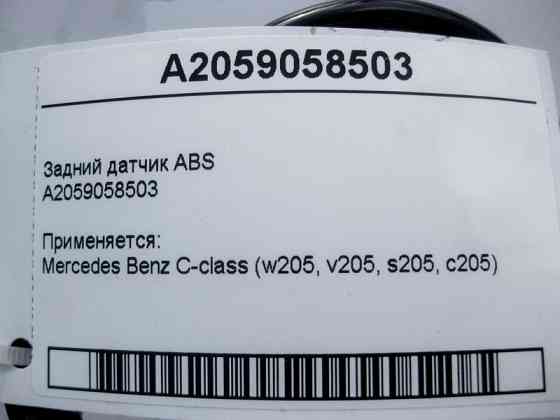 A2059058503
Задний датчик ABS
A2059058503
Применяется:
Mercedes Benz C-class (w205, v205, s205, c205)